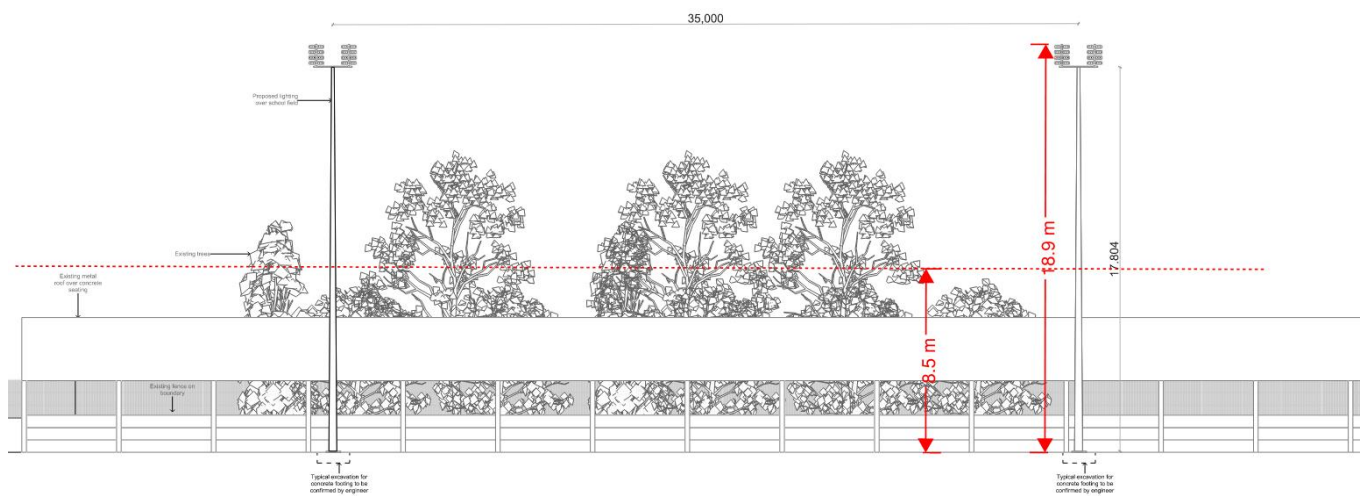 35,000
Proposed lighting
over school field
18.9 m
17.804
Existing trees
Existing metal
roof over concrete
seating
8.5 m
Existing fence on
boundary
Typical excavation for
concrete footing to be
confirmed by engineer
Typical excavation for
concrete footing to be
confirmed by engineer